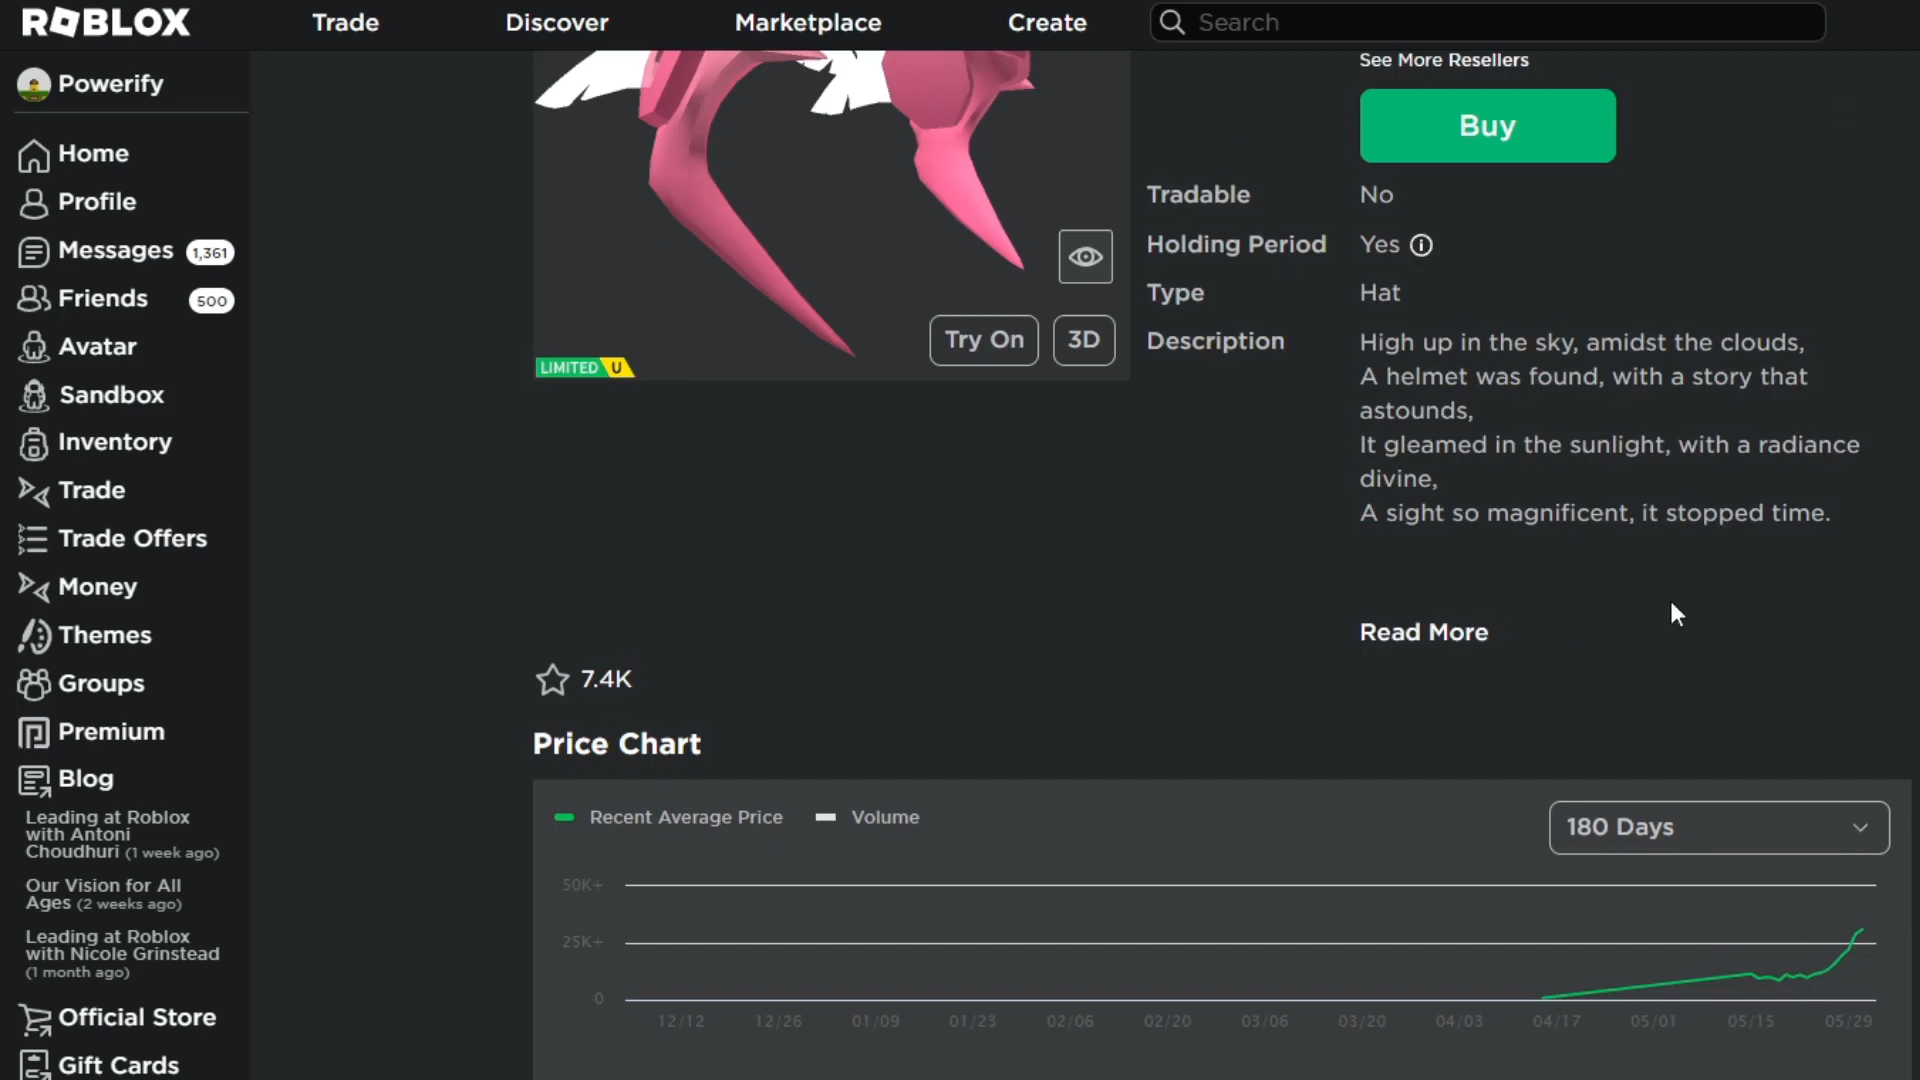 ROBLOX
Trade
Discover
Marketplace
Create
Search
Powerify
Home
Profile
Messages 1,361
Friends 500
Avatar
Sandbox
Inventory
Trade
Trade Offers
Money
Themes
Groups
Premium
Blog
Leading at Roblox
with Antoni
Choudhuri (1 week ago)
Our Vision for All
Ages (2 weeks ago)
Leading at Roblox
with Nicole Grinstead
(1 month ago)
Official Store
Gift Cards
Try On
3D
LIMITED U
See More Resellers
Buy
Tradable No
Holding Period Yes
Type Hat
Description
High up in the sky, amidst the clouds,
A helmet was found, with a story that
astounds,
It gleamed in the sunlight, with a radiance
divine,
A sight so magnificent, it stopped time.
Read More
7.4K
Price Chart
Recent Average Price
Volume
180 Days
50K+
25K+
0
12/12 12/26 01/09 01/23 02/06 02/20 03/06 03/20 04/03 04/17 05/01 05/15 05/29